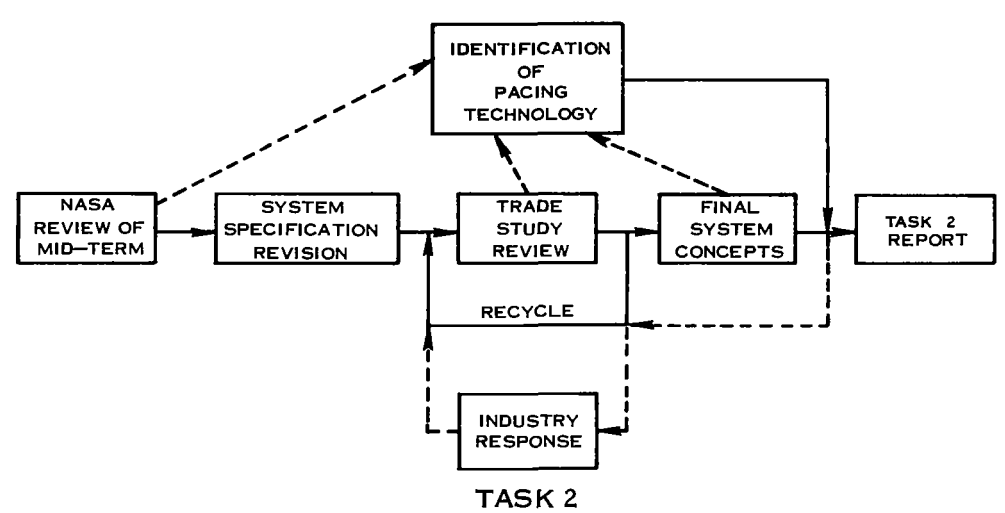 IDENTIFICATION
OF
PACING
TECHNOLOGY
NASA
REVIEW OF
MID—TERM
SYSTEM
SPECIFICATION
REVISION
TRADE
STUDY
REVIEW
FINAL
SYSTEM
CONCEPTS
TASK 2
REPORT
RECYCLE
INDUSTRY
RESPONSE
TASK 2